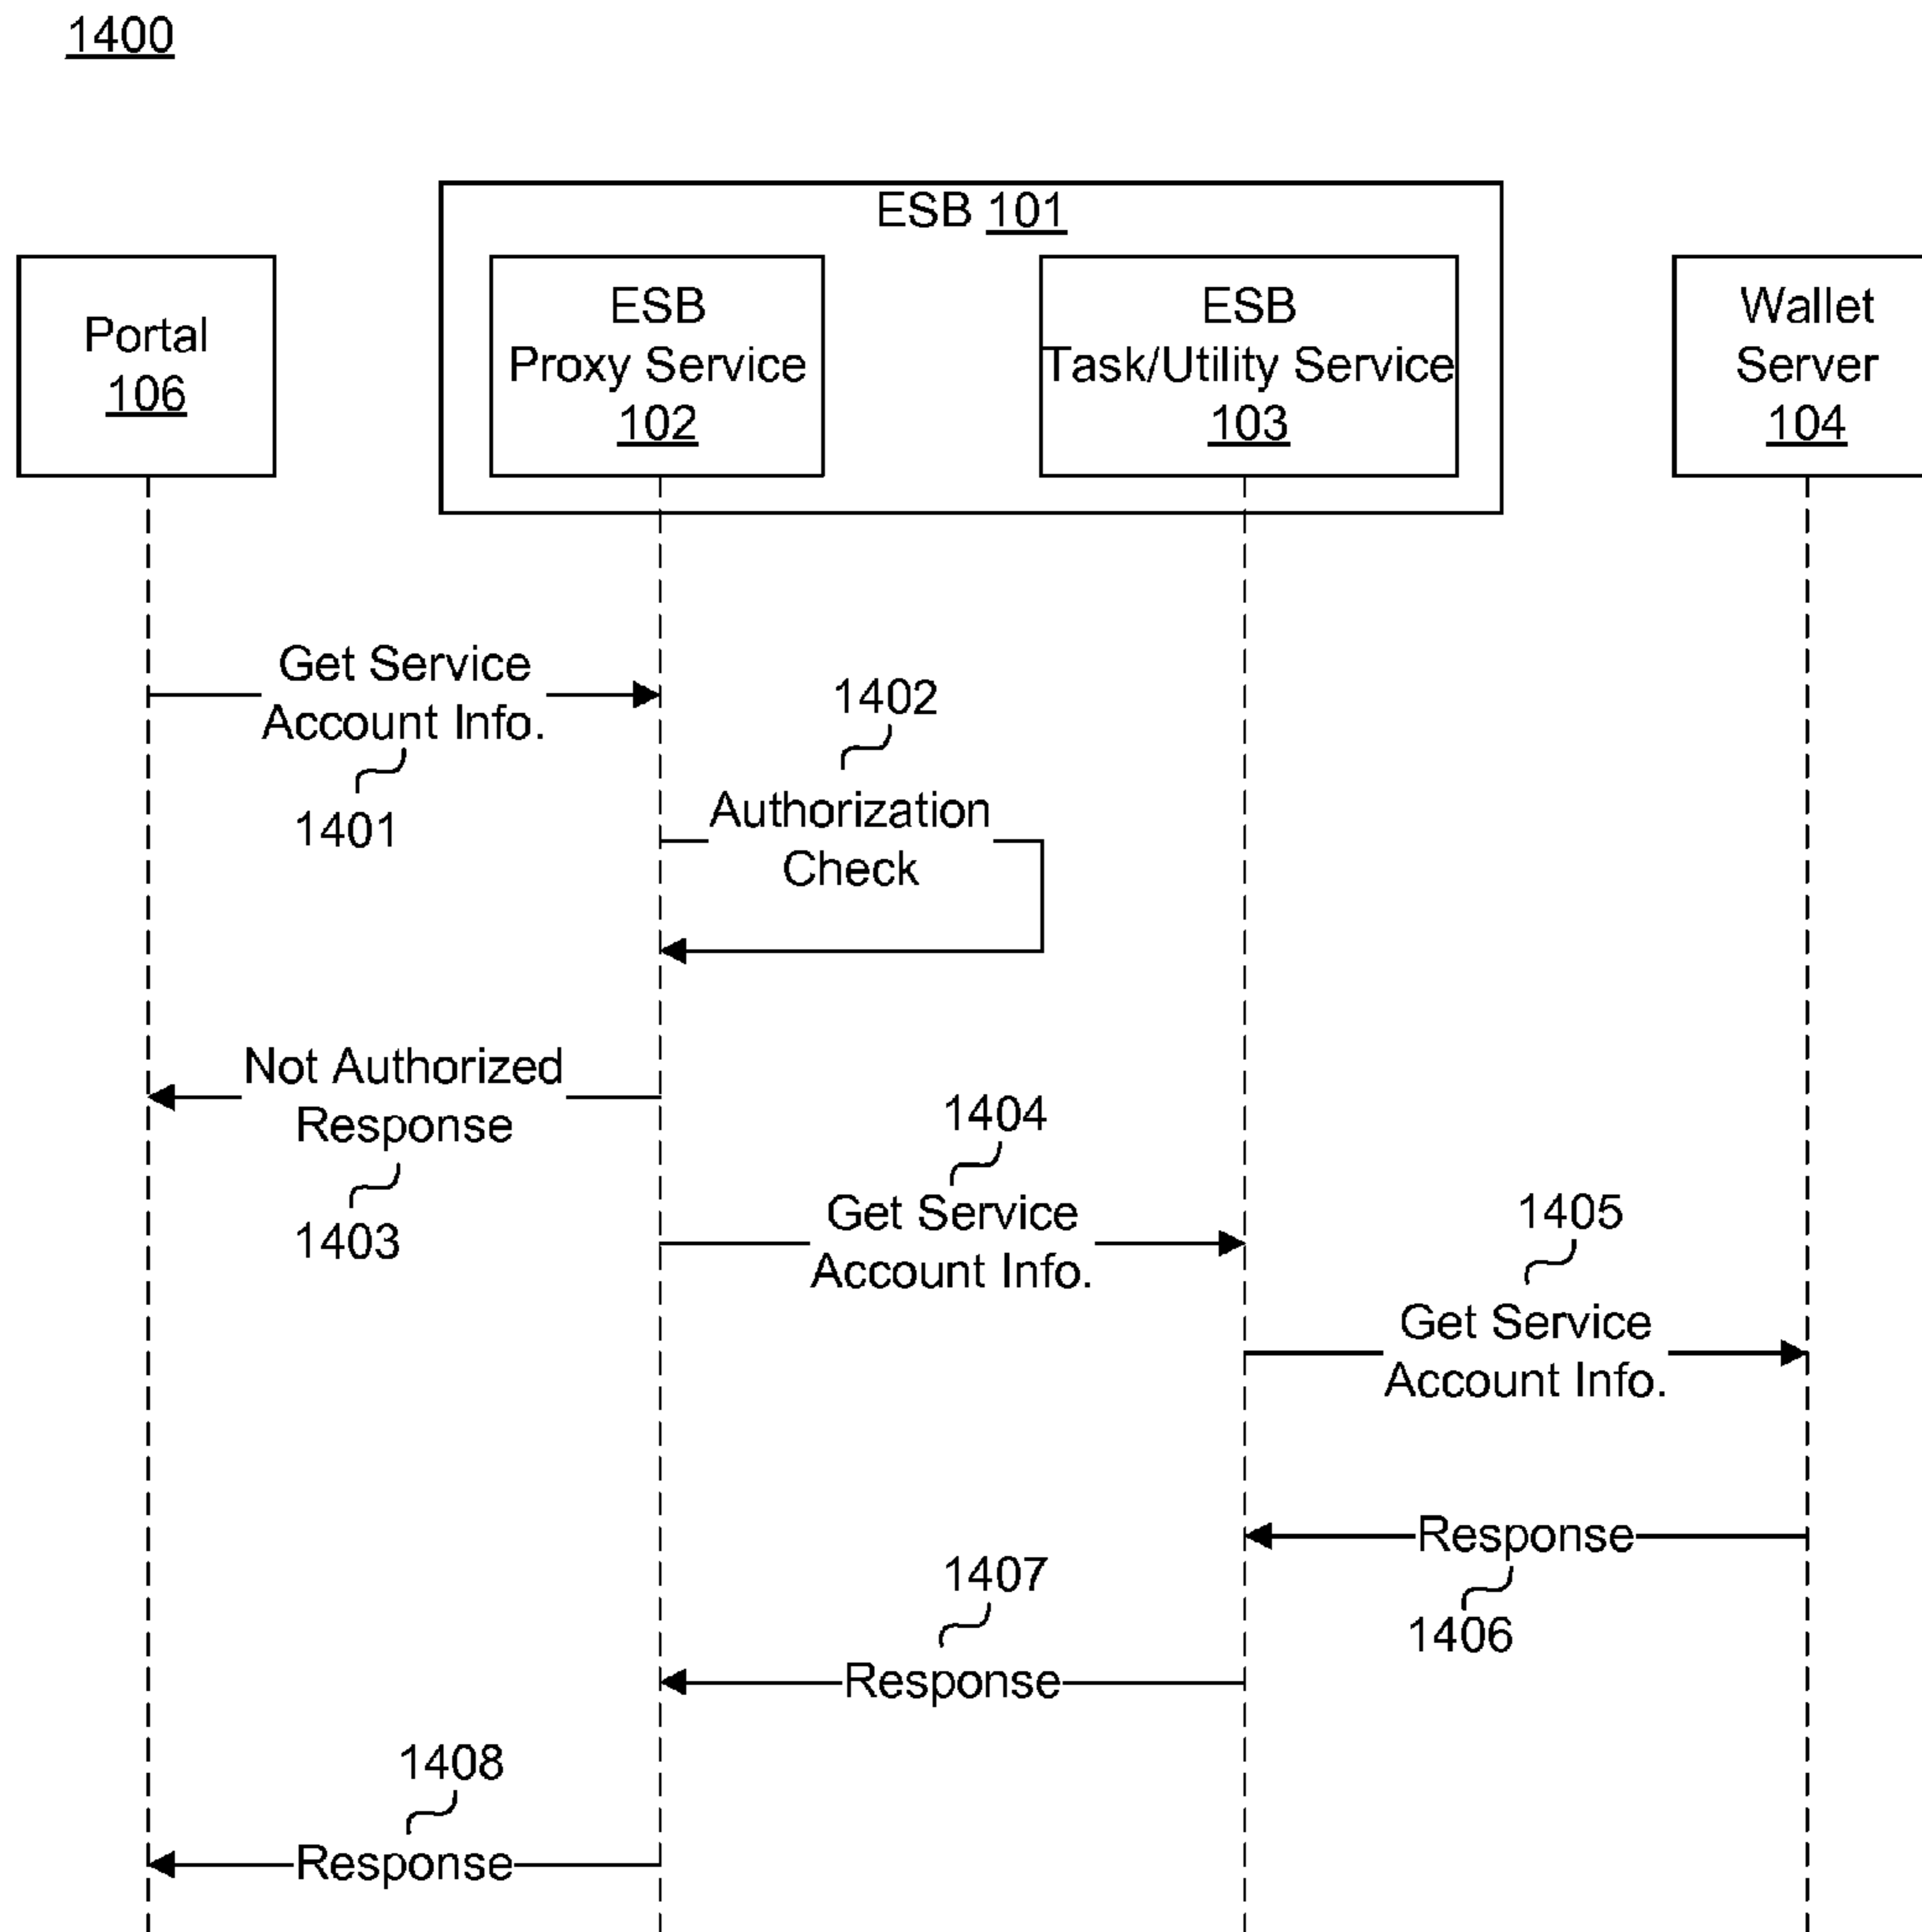 1400
ESB 101
Portal
106
ESB
Proxy Service
102
ESB
Task/Utility Service
103
Wallet
Server
104
Get Service
Account Info.
1401
1402
Authorization
Check
Not Authorized
Response
1403
1404
Get Service
Account Info.
1405
Get Service
Account Info.
Response
1406
1407
Response
1408
Response